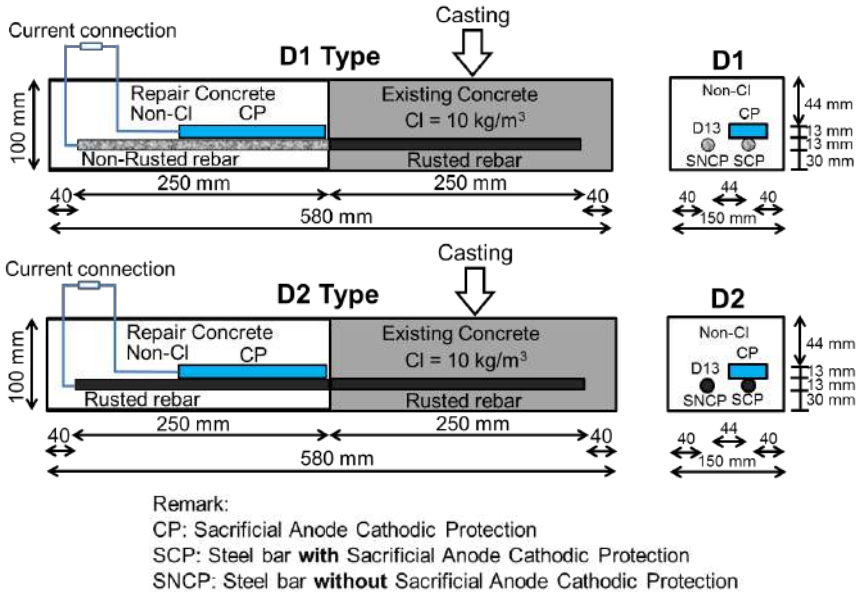 Casting
Current connection
D1 Type
D1
Repair Concrete
Non-Cl CP
Existing Concrete
Cl = 10 kg/m³
Non-Rusted rebar
Rusted rebar
100 mm
250 mm
250 mm
40
40
580 mm
Non-Cl
CP
D13
SNCP SCP
44 mm
13 mm
13 mm
30 mm
40
44
40
150 mm
Casting
Current connection
D2 Type
D2
Repair Concrete
Non-Cl CP
Existing Concrete
Cl = 10 kg/m³
Rusted rebar
Rusted rebar
100 mm
250 mm
250 mm
40
40
580 mm
Non-Cl
CP
D13
SNCP SCP
44 mm
13 mm
13 mm
30 mm
40
44
40
150 mm
Remark:
CP: Sacrificial Anode Cathodic Protection
SCP: Steel bar with Sacrificial Anode Cathodic Protection
SNCP: Steel bar without Sacrificial Anode Cathodic Protection